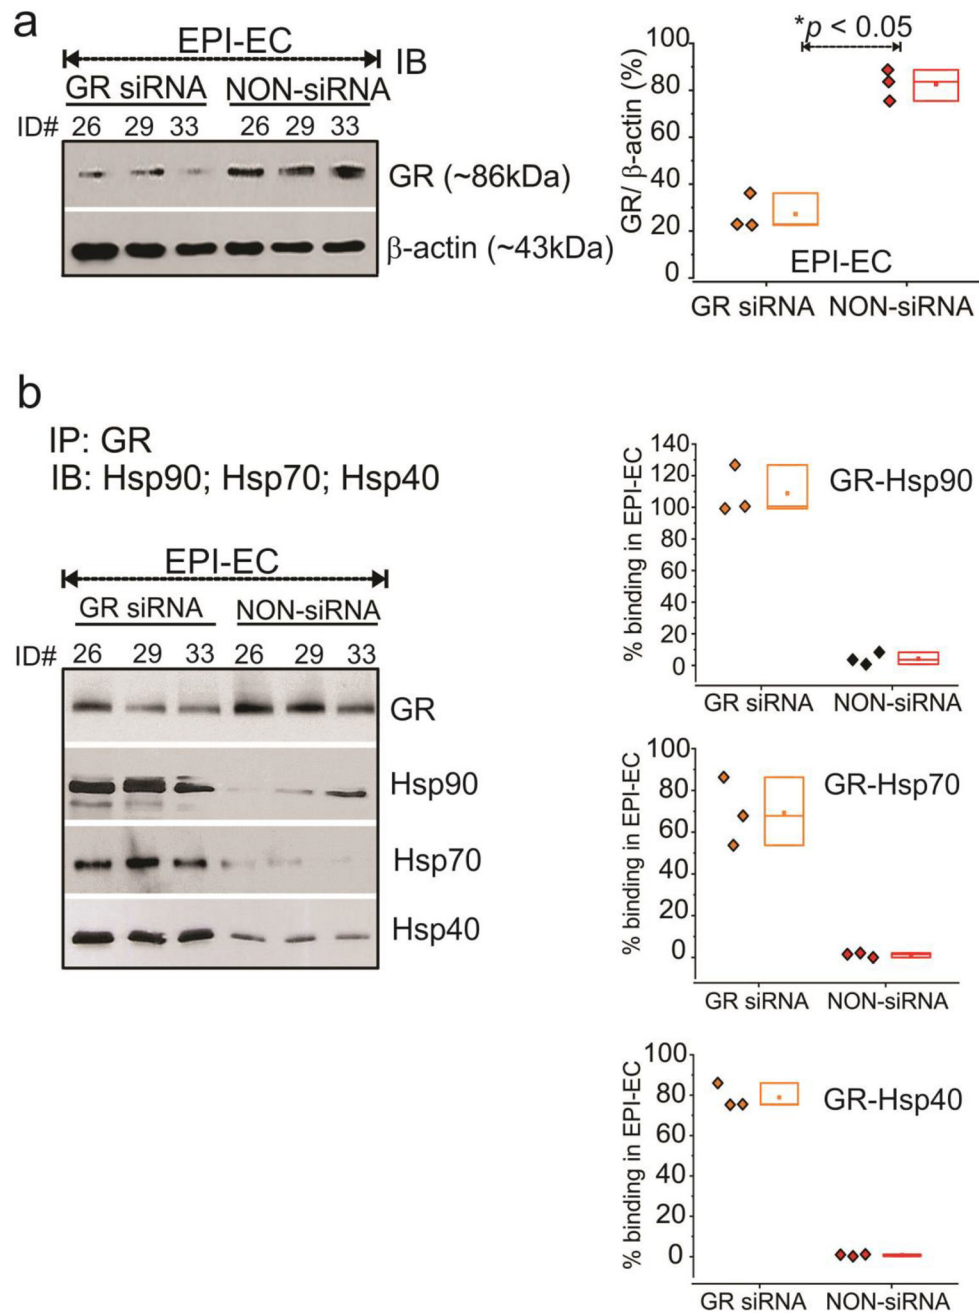 a
EPI-EC
IB
GR siRNA NON-siRNA
ID# 26 29 33 26 29 33
GR (~86kDa)
β-actin (~43kDa)
*p < 0.05
GR/ β-actin (%)
100
80
60
40
20
0
EPI-EC
GR siRNA NON-siRNA
b
IP: GR
IB: Hsp90; Hsp70; Hsp40
EPI-EC
GR siRNA NON-siRNA
ID# 26 29 33 26 29 33
GR
Hsp90
Hsp70
Hsp40
% binding in EPI-EC
140
120
100
80
60
40
20
0
GR-Hsp90
GR siRNA NON-siRNA
% binding in EPI-EC
100
80
60
40
20
0
GR-Hsp70
GR siRNA NON-siRNA
% binding in EPI-EC
100
80
60
40
20
0
GR-Hsp40
GR siRNA NON-siRNA